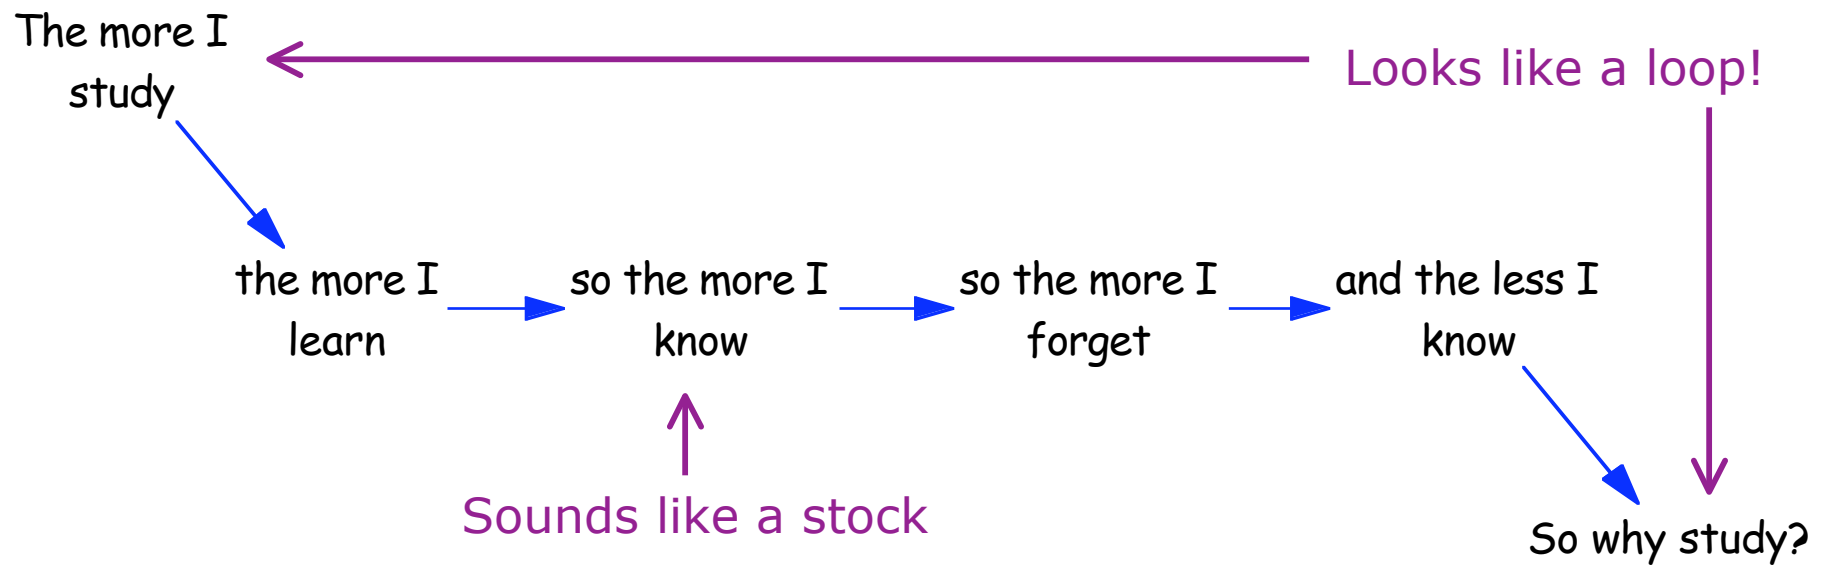 The more I
study
Looks like a loop!
the more I
learn
so the more I
know
so the more I
forget
and the less I
know
Sounds like a stock
So why study?